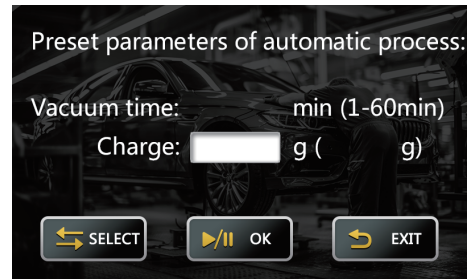 Preset parameters of automatic process:
Vacuum time: min (1-60min)
Charge: g ( g)
SELECT OK EXIT